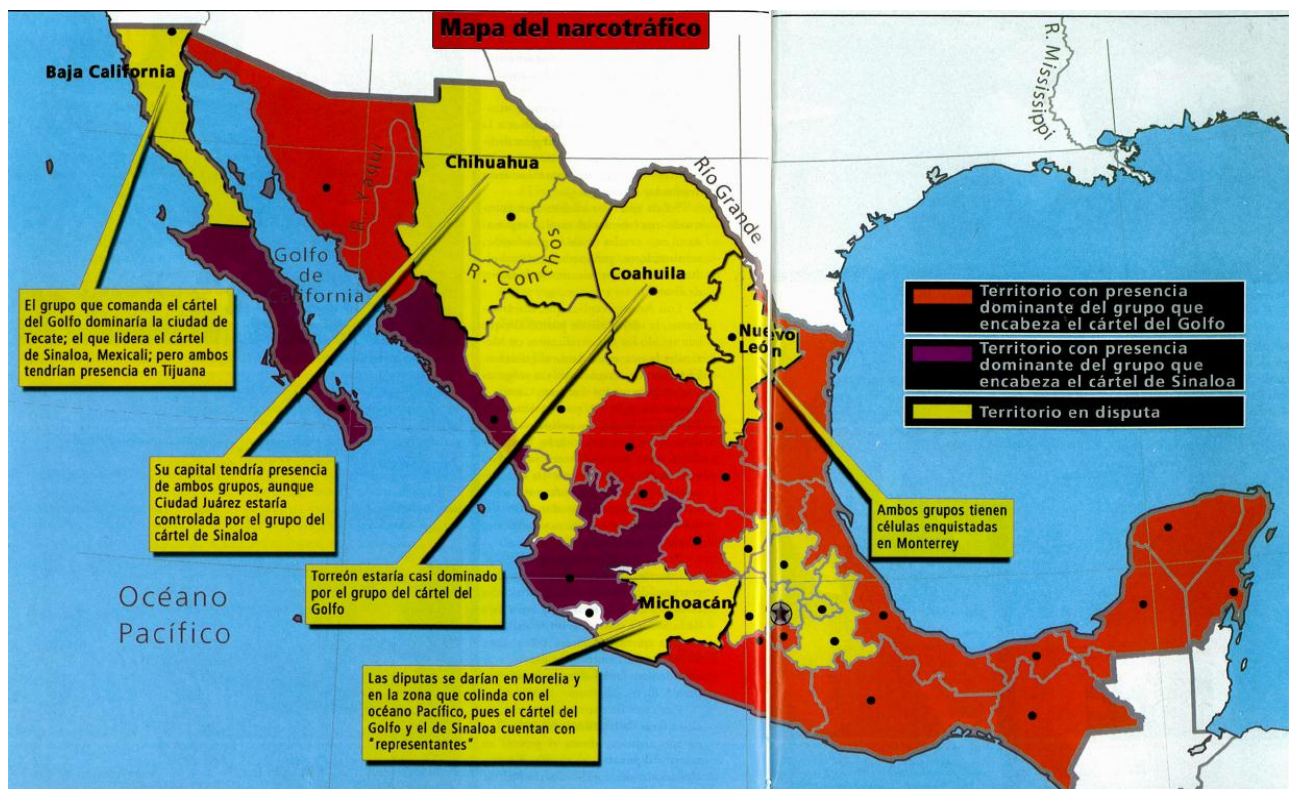 Mapa del narcotráfico
R. Mississippi
Baja California
Chihuahua
R. Yaqui
Río Grande
R. Conchos
Golfo
de
California
Coahuila
Nuevo
León
Territorio con presencia
dominante del grupo que
encabeza el cártel del Golfo
Territorio con presencia
dominante del grupo que
encabeza el cártel de Sinaloa
Territorio en disputa
El grupo que comanda el cártel
del Golfo dominaría la ciudad de
Tecate; el que lidera el cártel
de Sinaloa, Mexicali; pero ambos
tendrían presencia en Tijuana
Su capital tendría presencia
de ambos grupos, aunque
Ciudad Juárez estaría
controlada por el grupo del
cártel de Sinaloa
Ambos grupos tienen
células enquistadas
en Monterrey
Torreón estaría casi dominado
por el grupo del cártel del
Golfo
Michoacán
Océano
Pacífico
Las diputas se darían en Morelia y
en la zona que colinda con el
océano Pacífico, pues el cártel del
Golfo y el de Sinaloa cuentan con
"representantes"